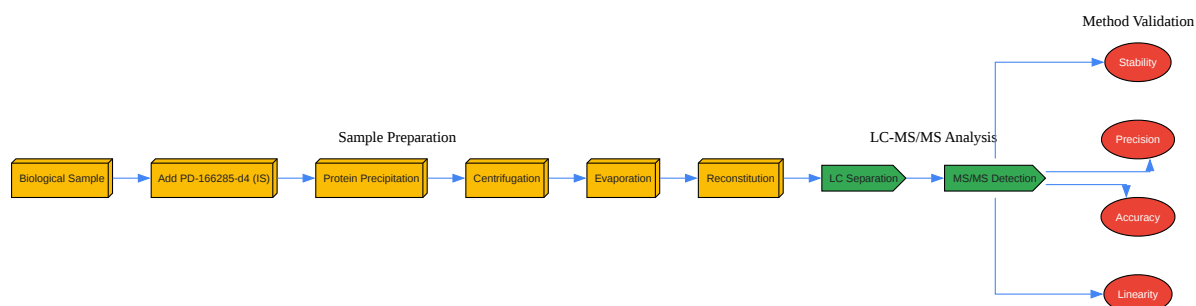 Method Validation
Stability
Sample Preparation
LC-MS/MS Analysis
Precision
Biological Sample
Add PD-166285-d4 (IS)
Protein Precipitation
Centrifugation
Evaporation
Reconstitution
LC Separation
MS/MS Detection
Accuracy
Linearity